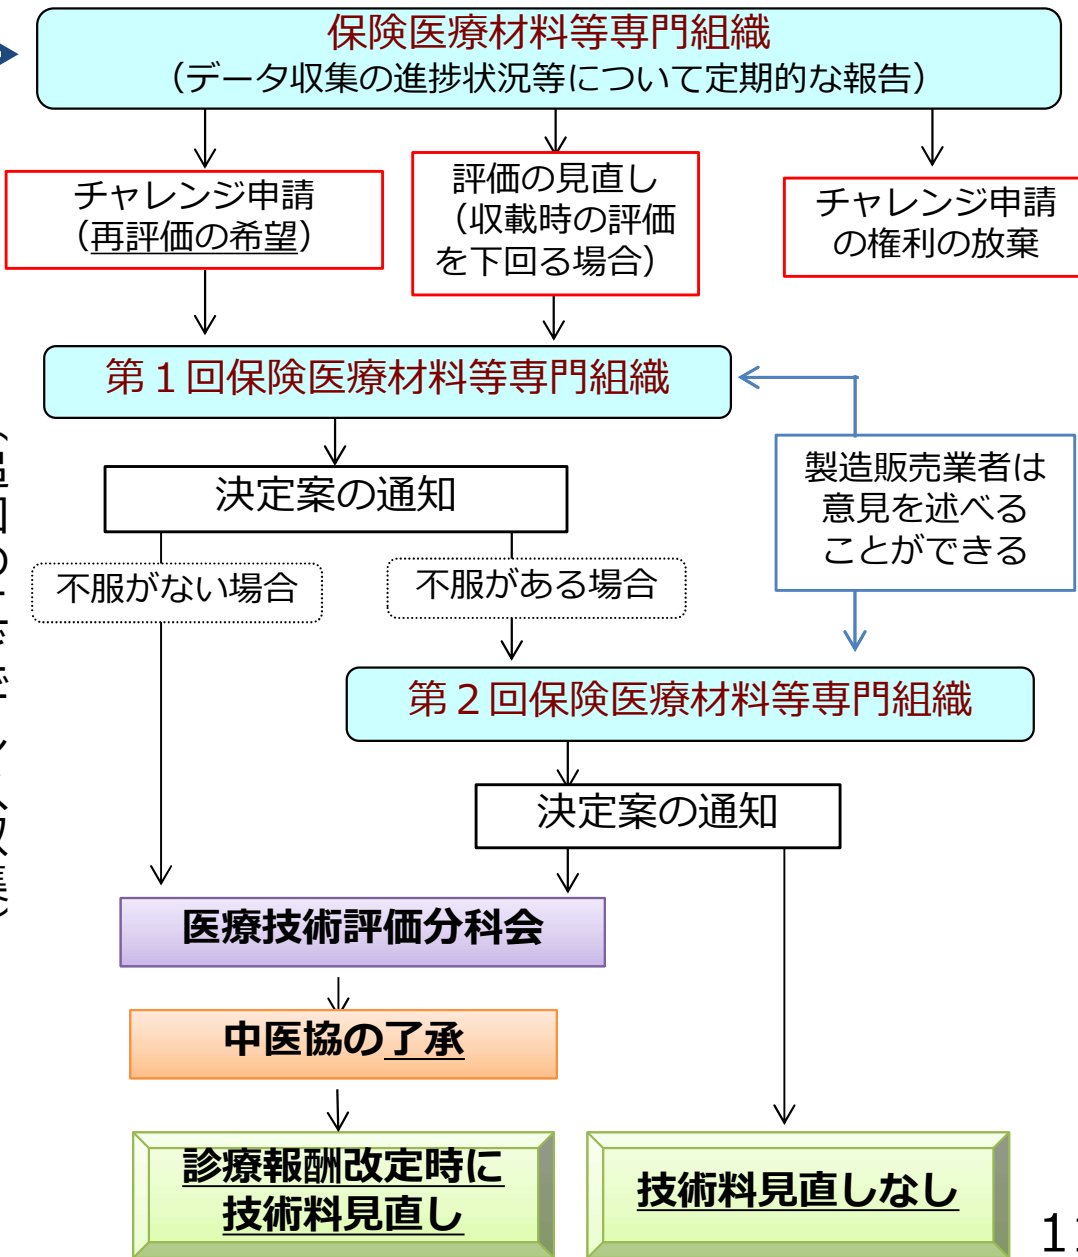 保険医療材料等専門組織
（データ収集の進捗状況等について定期的な報告）
チャレンジ申請
（再評価の希望）
評価の見直し
（収載時の評価
を下回る場合）
チャレンジ申請
の権利の放棄
第１回保険医療材料等専門組織
決定案の通知
製造販売業者は
意見を述べる
ことができる
不服がない場合
不服がある場合
第２回保険医療材料等専門組織
決定案の通知
医療技術評価分科会
中医協の了承
診療報酬改定時に
技術料見直し
技術料見直しなし